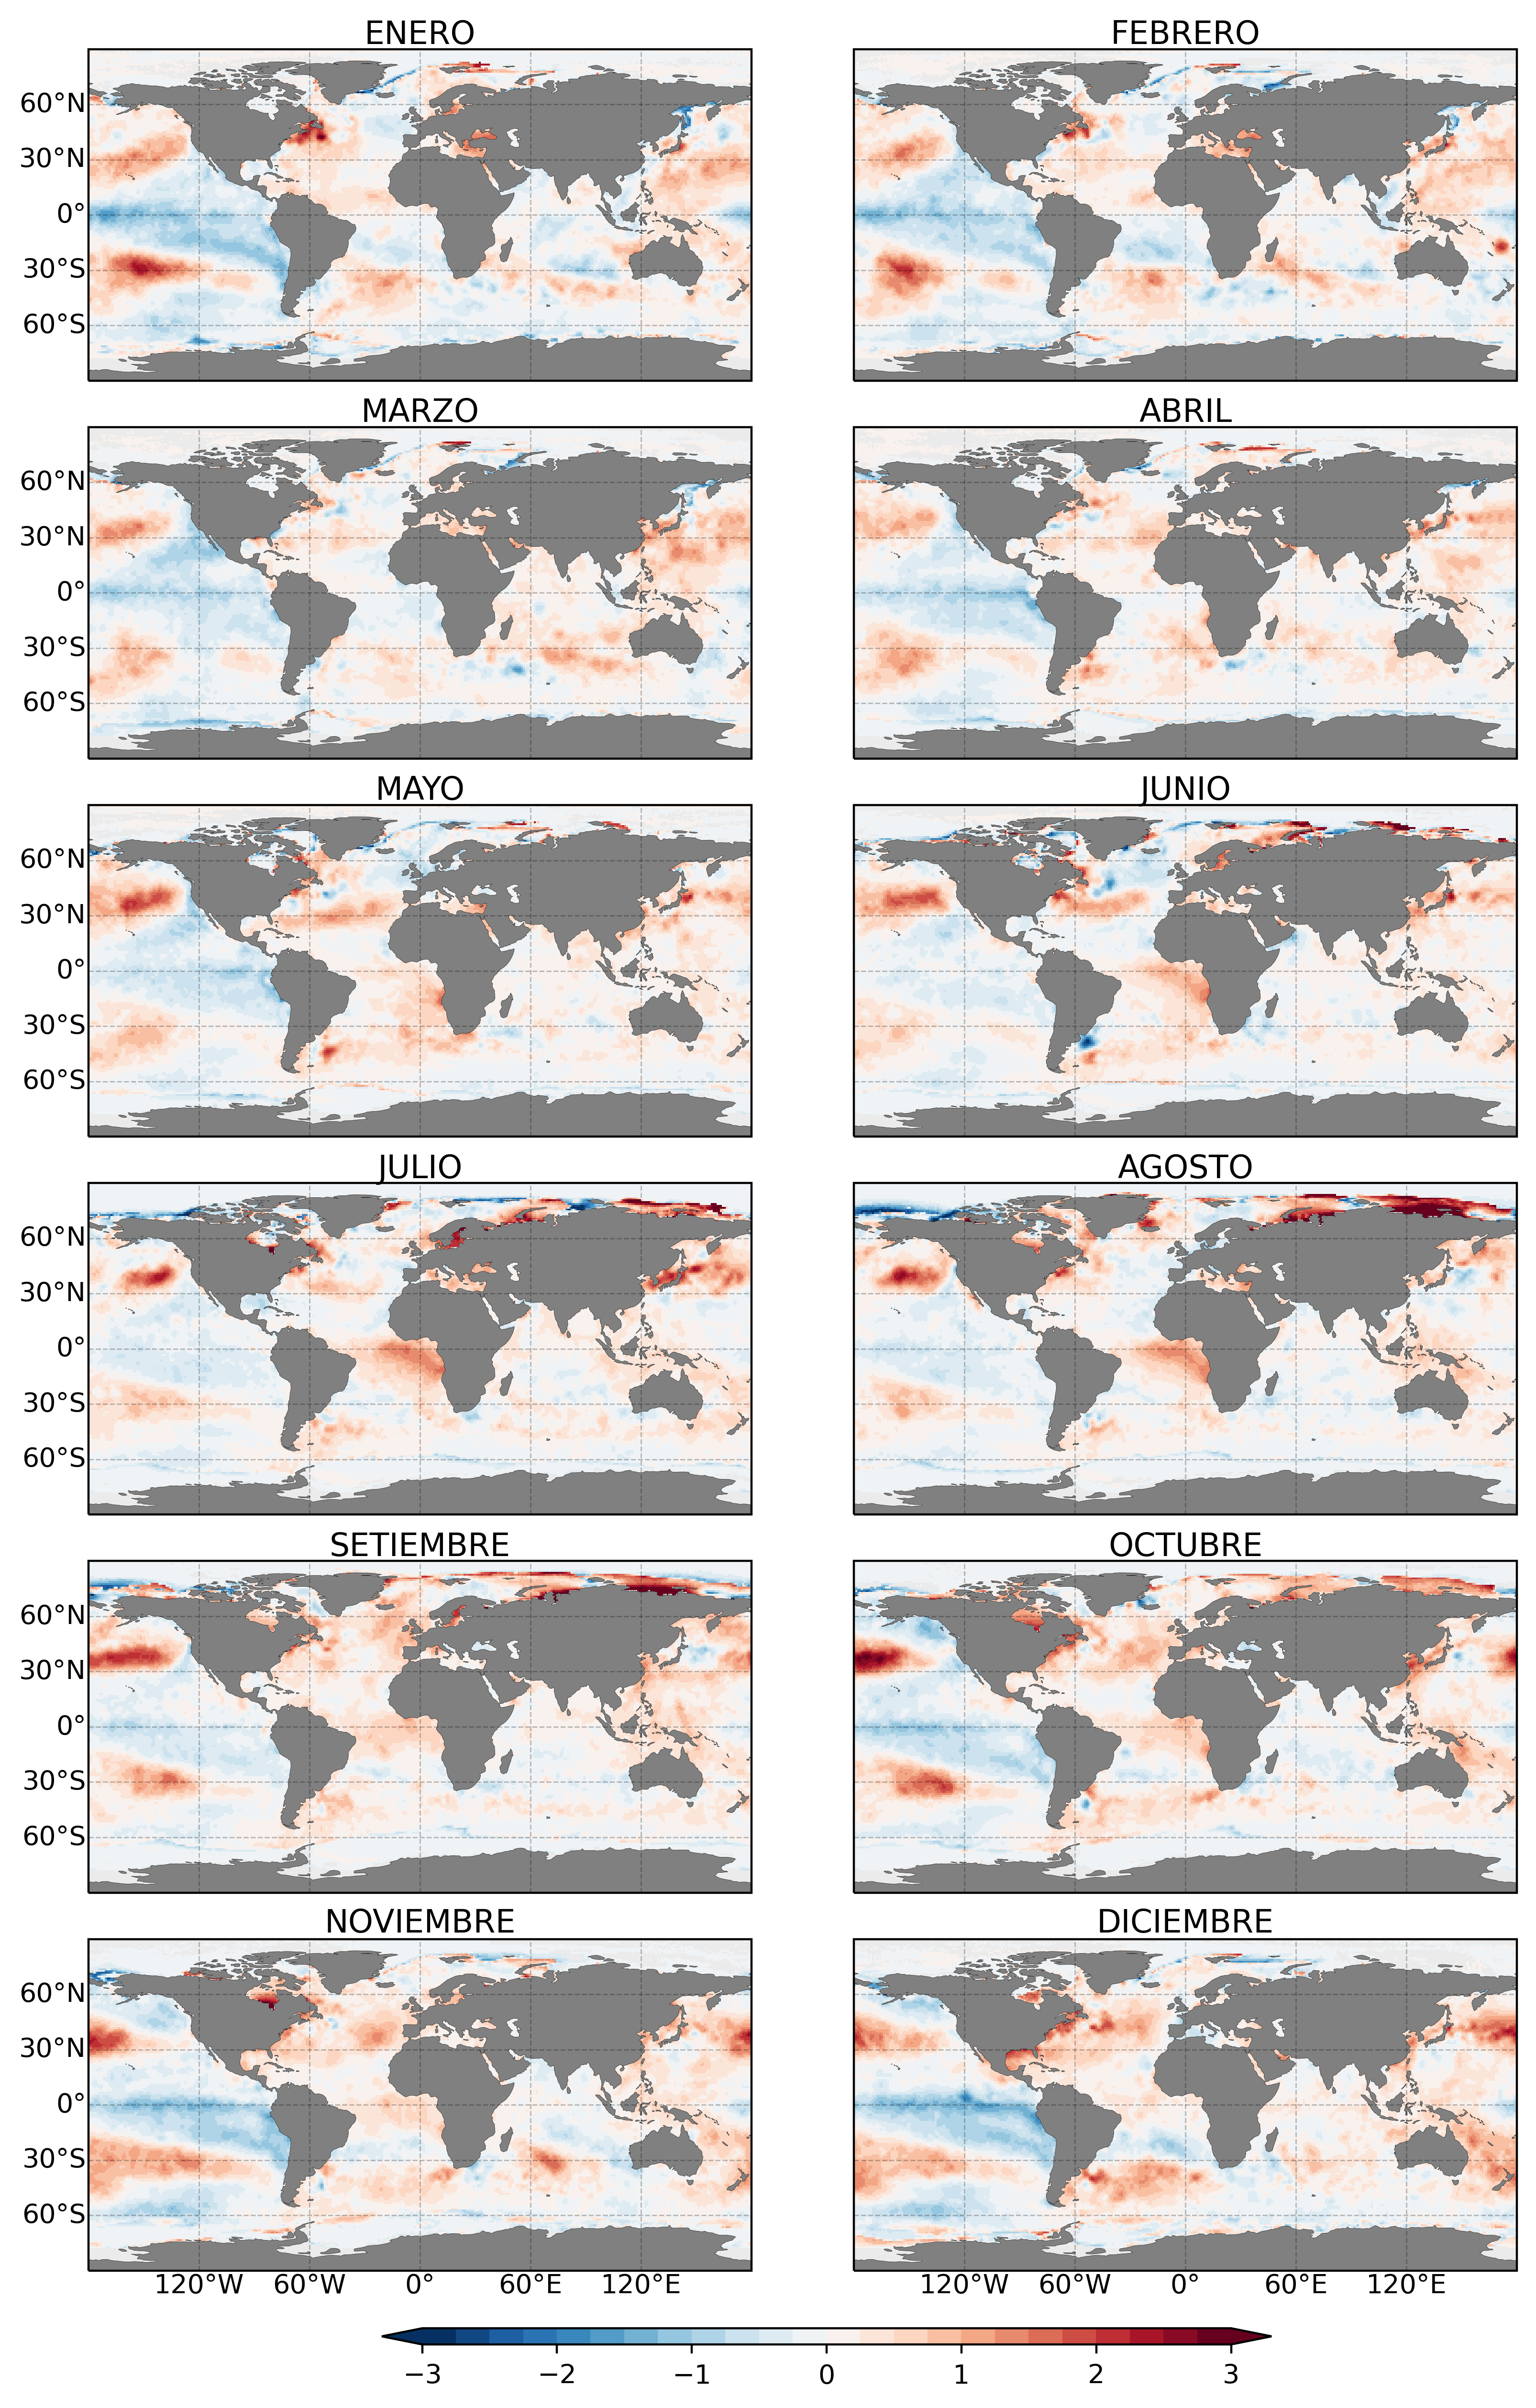 ENERO FEBRERO
60°N
30°N
0°
30°S
60°S
MARZO ABRIL
60°N
30°N
0°
30°S
60°S
MAYO JUNIO
60°N
30°N
0°
30°S
60°S
JULIO AGOSTO
60°N
30°N
0°
30°S
60°S
SETIEMBRE OCTUBRE
60°N
30°N
0°
30°S
60°S
NOVIEMBRE DICIEMBRE
60°N
30°N
0°
30°S
60°S
120°W 60°W 0° 60°E 120°E 120°W 60°W 0° 60°E 120°E
−3 −2 −1 0 1 2 3